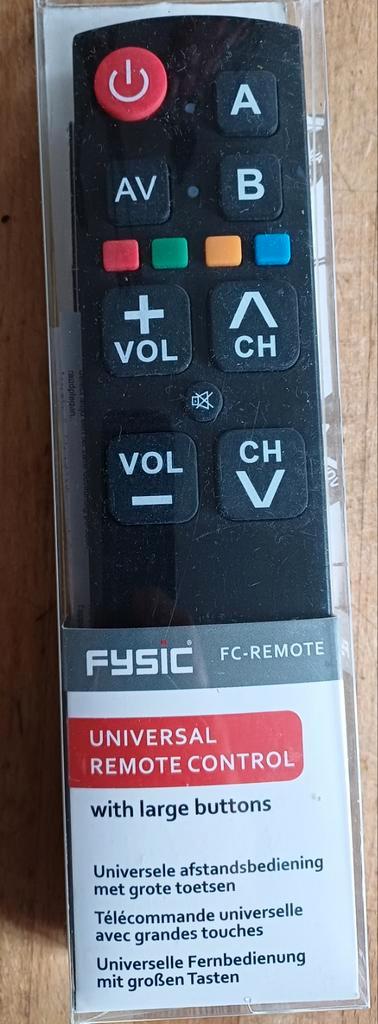 A
AV B
+ CH
VOL
VOL CH
–
FYSIC® FC-REMOTE
UNIVERSAL
REMOTE CONTROL
with large buttons
Universele afstandsbediening
met grote toetsen
Télécommande universelle
avec grandes touches
Universelle Fernbedienung
mit großen Tasten